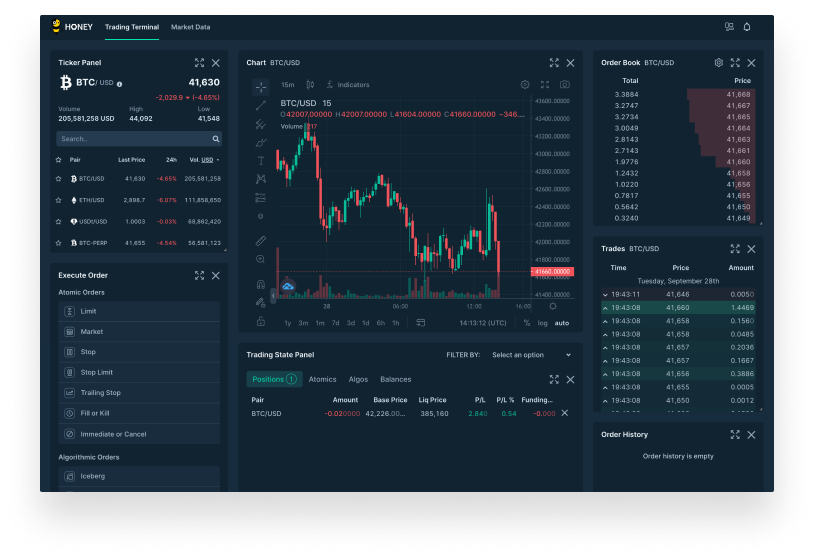 HONEY Trading Terminal Market Data
Ticker Panel
BTC/ USD 41,630
-2,029.9 (-4.65%)
Volume High Low
205,581,258 USD 44,092 41,548
Search...
Pair Last Price 24h Vol. USD
BTC/USD 41,630 -4.65% 205,581,258
ETH/USD 2,898.7 -6.07% 111,858,650
USDt/USD 1.0003 -0.03% 68,862,420
BTC-PERP 41,655 -4.54% 56,581,123
Execute Order
Atomic Orders
Limit
Market
Stop
Stop Limit
Trailing Stop
Fill or Kill
Immediate or Cancel
Algorithmic Orders
Iceberg
Chart BTC/USD
15m Indicators
BTC/USD 15
O42007.00000 H42007.00000 L41604.00000 C41660.00000 −346....
Volume 217
43600.00000
43400.00000
43200.00000
43000.00000
42800.00000
42600.00000
42400.00000
42200.00000
42000.00000
41800.00000
41660.00000
41400.00000
28 06:00 12:00 16:00
1y 3m 1m 7d 3d 1d 6h 1h 14:13:12 (UTC) % log auto
Trading State Panel FILTER BY: Select an option
Positions 1 Atomics Algos Balances
Pair Amount Base Price Liq Price P/L P/L % Funding...
BTC/USD -0.020000 42,226.00... 385,160 2.840 0.54 -0.000
Order Book BTC/USD
Total Price
3.3884 41,668
3.2747 41,667
3.2734 41,665
3.0049 41,664
2.8143 41,663
2.7143 41,661
1.9776 41,660
1.2432 41,658
1.0220 41,656
0.7817 41,655
0.5642 41,650
0.3240 41,649
Trades BTC/USD
Time Price Amount
Tuesday, September 28th
19:43:11 41,646 0.0050
19:43:08 41,660 1.4469
19:43:08 41,658 0.1560
19:43:08 41,658 0.0485
19:43:08 41,657 0.2036
19:43:08 41,657 0.1667
19:43:08 41,656 0.3886
19:43:08 41,655 0.0005
19:43:08 41,650 0.0012
Order History
Order history is empty